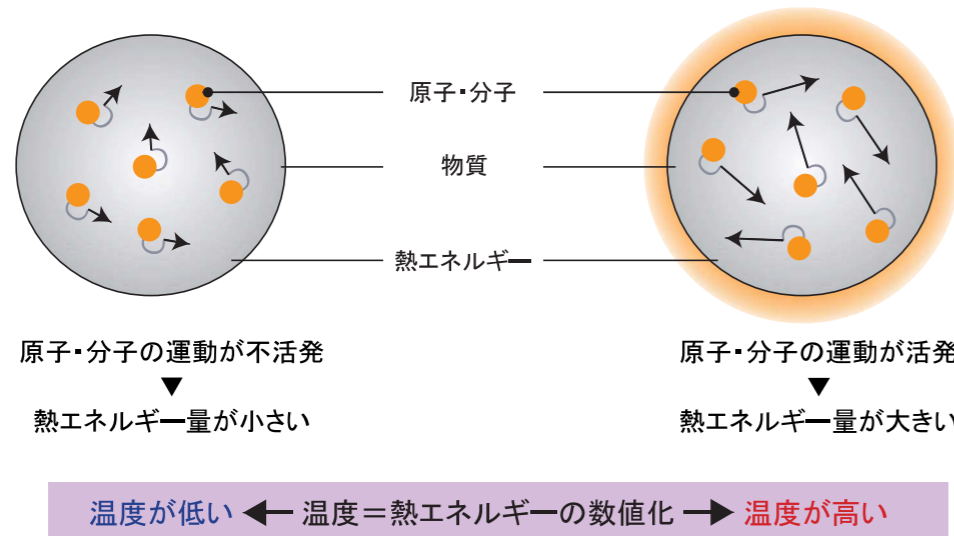 原子・分子
物質
熱エネルギー
原子・分子の運動が不活発
▼
熱エネルギー量が小さい
原子・分子の運動が活発
▼
熱エネルギー量が大きい
温度が低い ← 温度＝熱エネルギーの数値化 → 温度が高い